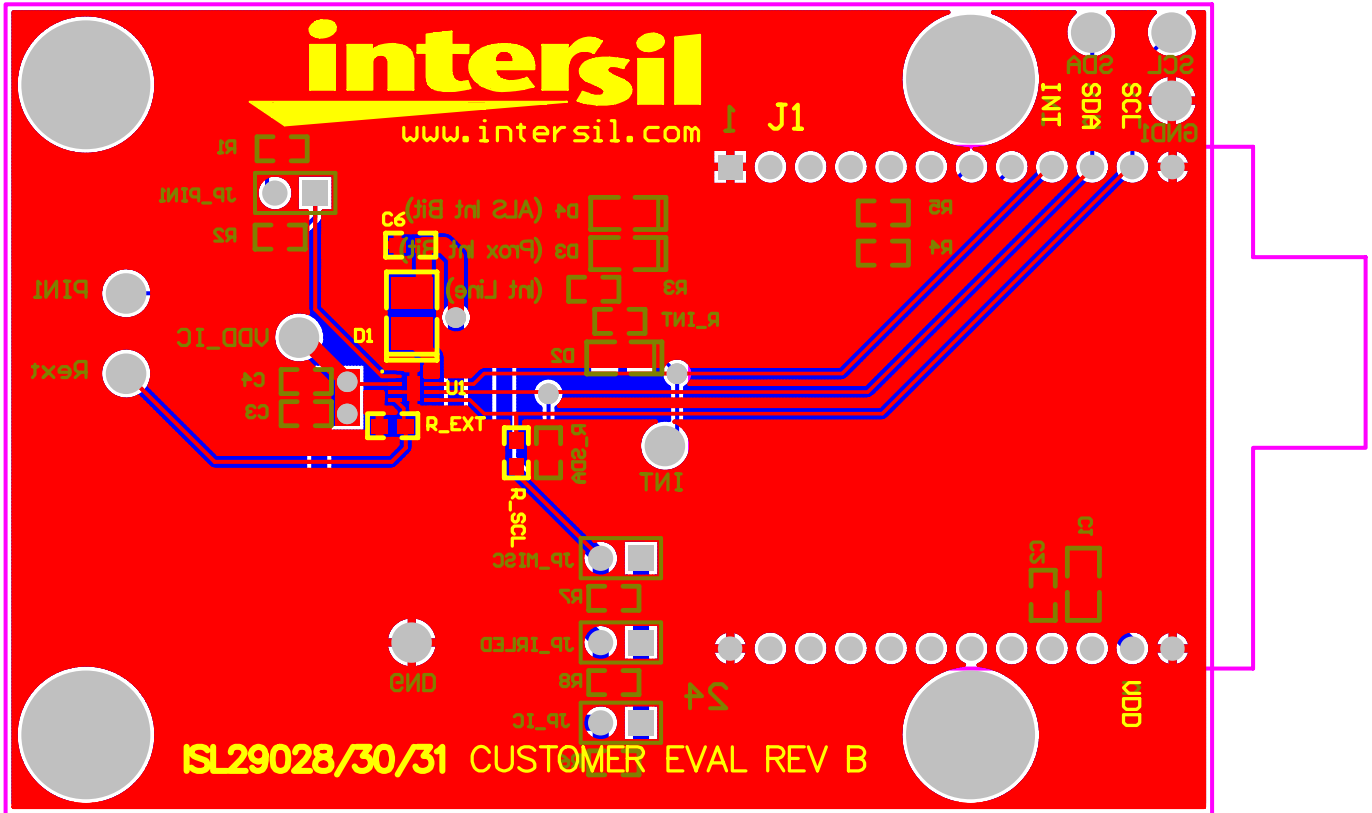 intersil
www.intersil.com
1
J1
SDA
SCL
INT
SDA
SCL
GND1
R1
JP_PIN1
R2
C6
D4 (ALS Int Bit)
D3 (Prox Int Bit)
(Int Line)
R5
R4
R3
R_INT
PIN1
VDD_IC
D1
D2
Rext
C4
C3
U1
R_EXT
R_SDA
INT
R_SCL
JP_MISC
C2
C1
R7
JP_IRLED
GND
R8
24
VDD
JP_IC
ISL29028/30/31 CUSTOMER EVAL REV B